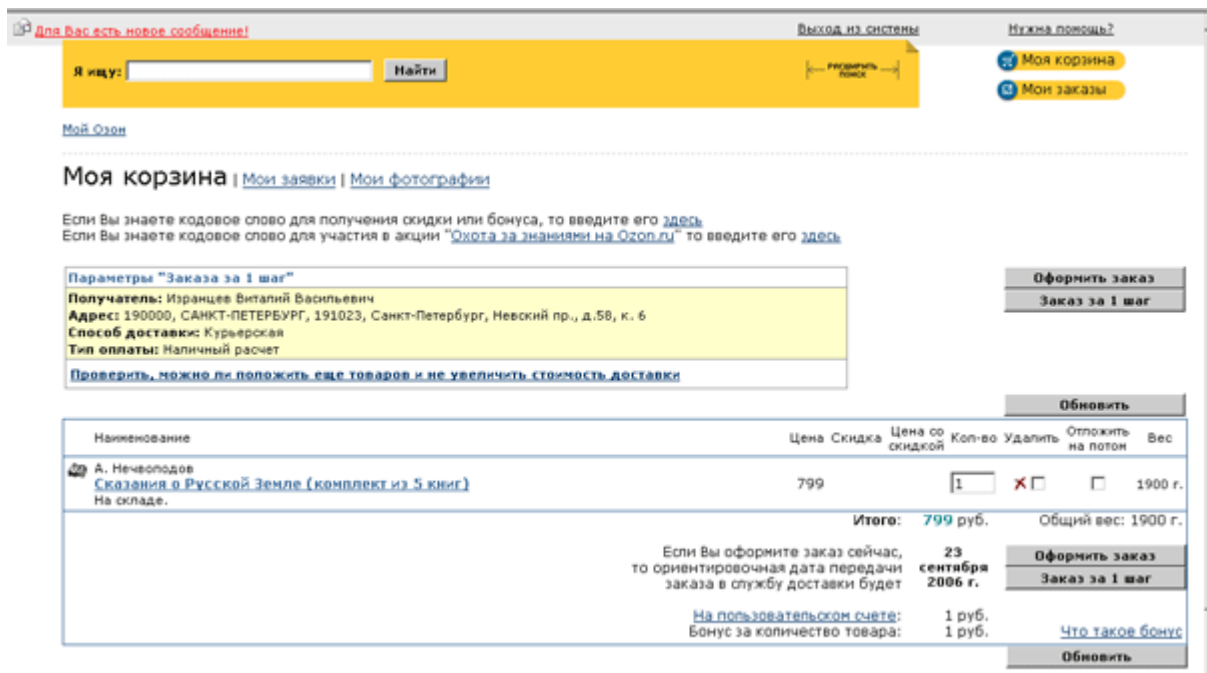 Для Вас есть новое сообщение!
Выход из системы
Нужна помощь?
Я ищу:
Найти
РАСШИРИТЬ
ПОИСК
Моя корзина
Мои заказы
Мой Озон
Моя корзина | Мои заявки | Мои фотографии
Если Вы знаете кодовое слово для получения скидки или бонуса, то введите его здесь
Если Вы знаете кодовое слово для участия в акции "Охота за знаниями на Ozon.ru" то введите его здесь
Параметры "Заказа за 1 шаг"
Получатель: Изранцев Виталий Васильевич
Адрес: 190000, САНКТ-ПЕТЕРБУРГ, 191023, Санкт-Петербург, Невский пр., д.58, к. 6
Способ доставки: Курьерская
Тип оплаты: Наличный расчет
Проверить, можно ли положить еще товаров и не увеличить стоимость доставки
Оформить заказ
Заказ за 1 шаг
Обновить
Наименование Цена Скидка Цена со скидкой Кол-во Удалить Отложить на потом Вес
А. Нечволодов
Сказания о Русской Земле (комплект из 5 книг) 799 1 1900 г.
На складе.
Итого: 799 руб. Общий вес: 1900 г.
Если Вы оформите заказ сейчас,
то ориентировочная дата передачи
заказа в службу доставки будет
23
сентября
2006 г.
Оформить заказ
Заказ за 1 шаг
На пользовательском счете: 1 руб.
Бонус за количество товара: 1 руб. Что такое бонус
Обновить